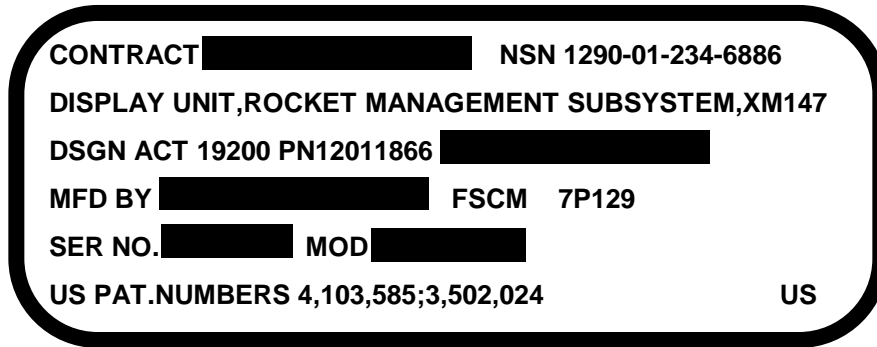 CONTRACT NSN 1290-01-234-6886
DISPLAY UNIT,ROCKET MANAGEMENT SUBSYSTEM,XM147
DSGN ACT 19200 PN12011866
MFD BY FSCM 7P129
SER NO. MOD
US PAT.NUMBERS 4,103,585;3,502,024 US